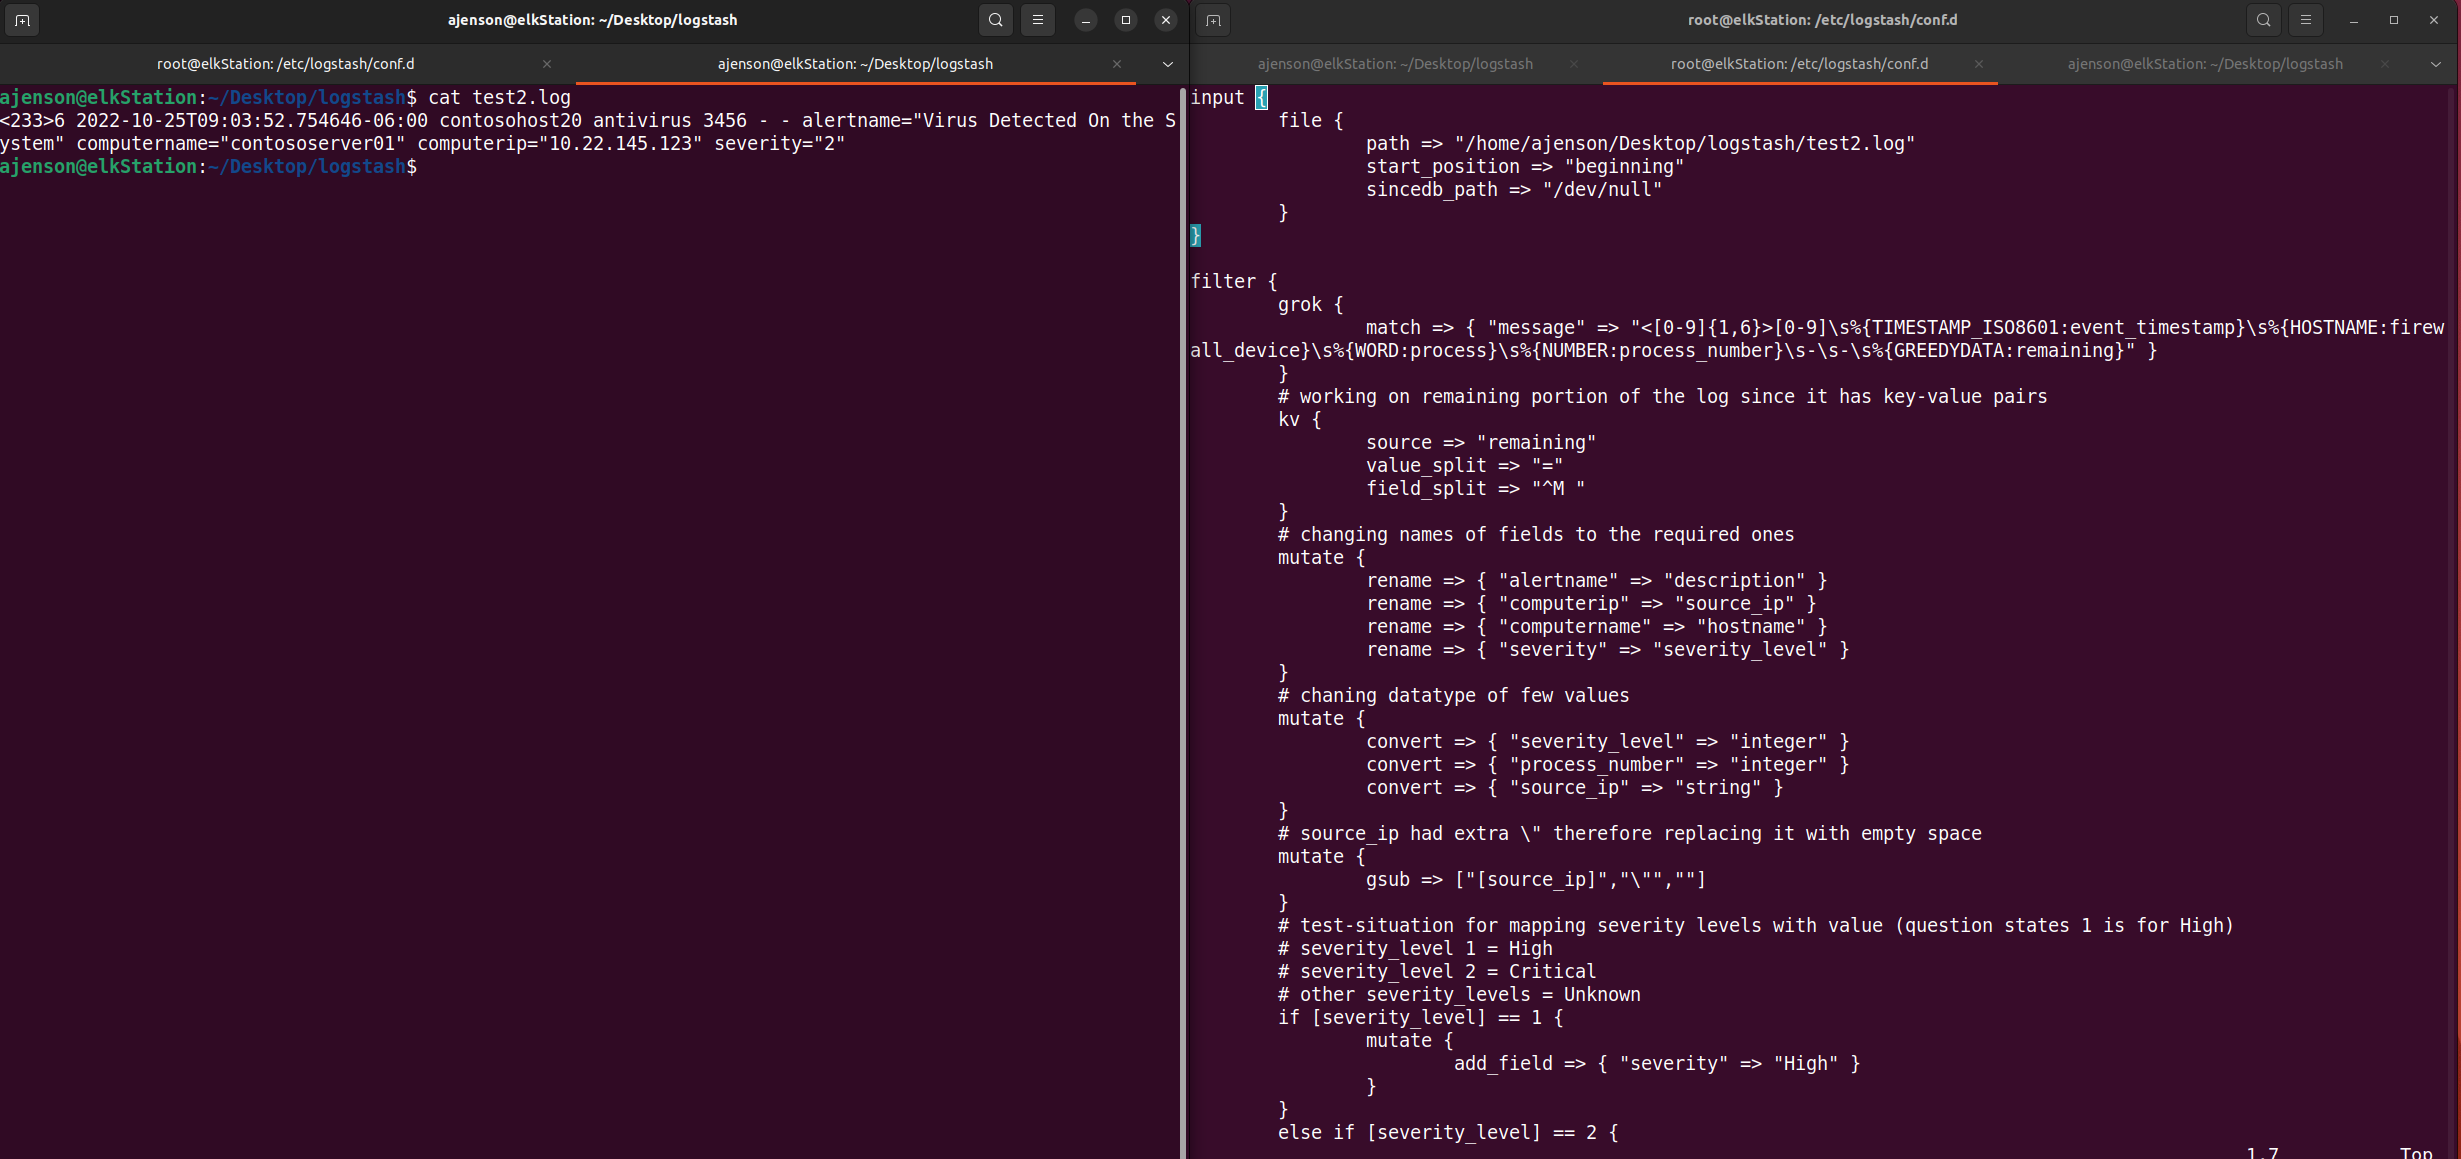 ajenson@elkStation: ~/Desktop/logstash
root@elkStation: /etc/logstash/conf.d
ajenson@elkStation: ~/Desktop/logstash
ajenson@elkStation:~/Desktop/logstash$ cat test2.log
<233>6 2022-10-25T09:03:52.754646-06:00 contosohost20 antivirus 3456 - - alertname="Virus Detected On the S
ystem" computername="contososerver01" computerip="10.22.145.123" severity="2"
ajenson@elkStation:~/Desktop/logstash$
root@elkStation: /etc/logstash/conf.d
ajenson@elkStation: ~/Desktop/logstash
root@elkStation: /etc/logstash/conf.d
ajenson@elkStation: ~/Desktop/logstash
input {
        file {
                path => "/home/ajenson/Desktop/logstash/test2.log"
                start_position => "beginning"
                sincedb_path => "/dev/null"
        }
}
filter {
        grok {
                match => { "message" => "<[0-9]{1,6}>[0-9]\s%{TIMESTAMP_ISO8601:event_timestamp}\s%{HOSTNAME:firew
all_device}\s%{WORD:process}\s%{NUMBER:process_number}\s-\s-\s%{GREEDYDATA:remaining}" }
        }
        # working on remaining portion of the log since it has key-value pairs
        kv {
                source => "remaining"
                value_split => "="
                field_split => "^M "
        }
        # changing names of fields to the required ones
        mutate {
                rename => { "alertname" => "description" }
                rename => { "computerip" => "source_ip" }
                rename => { "computername" => "hostname" }
                rename => { "severity" => "severity_level" }
        }
        # chaning datatype of few values
        mutate {
                convert => { "severity_level" => "integer" }
                convert => { "process_number" => "integer" }
                convert => { "source_ip" => "string" }
        }
        # source_ip had extra \" therefore replacing it with empty space
        mutate {
                gsub => ["[source_ip]","\"",""]
        }
        # test-situation for mapping severity levels with value (question states 1 is for High)
        # severity_level 1 = High
        # severity_level 2 = Critical
        # other severity_levels = Unknown
        if [severity_level] == 1 {
                mutate {
                        add_field => { "severity" => "High" }
                }
        }
        else if [severity_level] == 2 {
1,7 Top